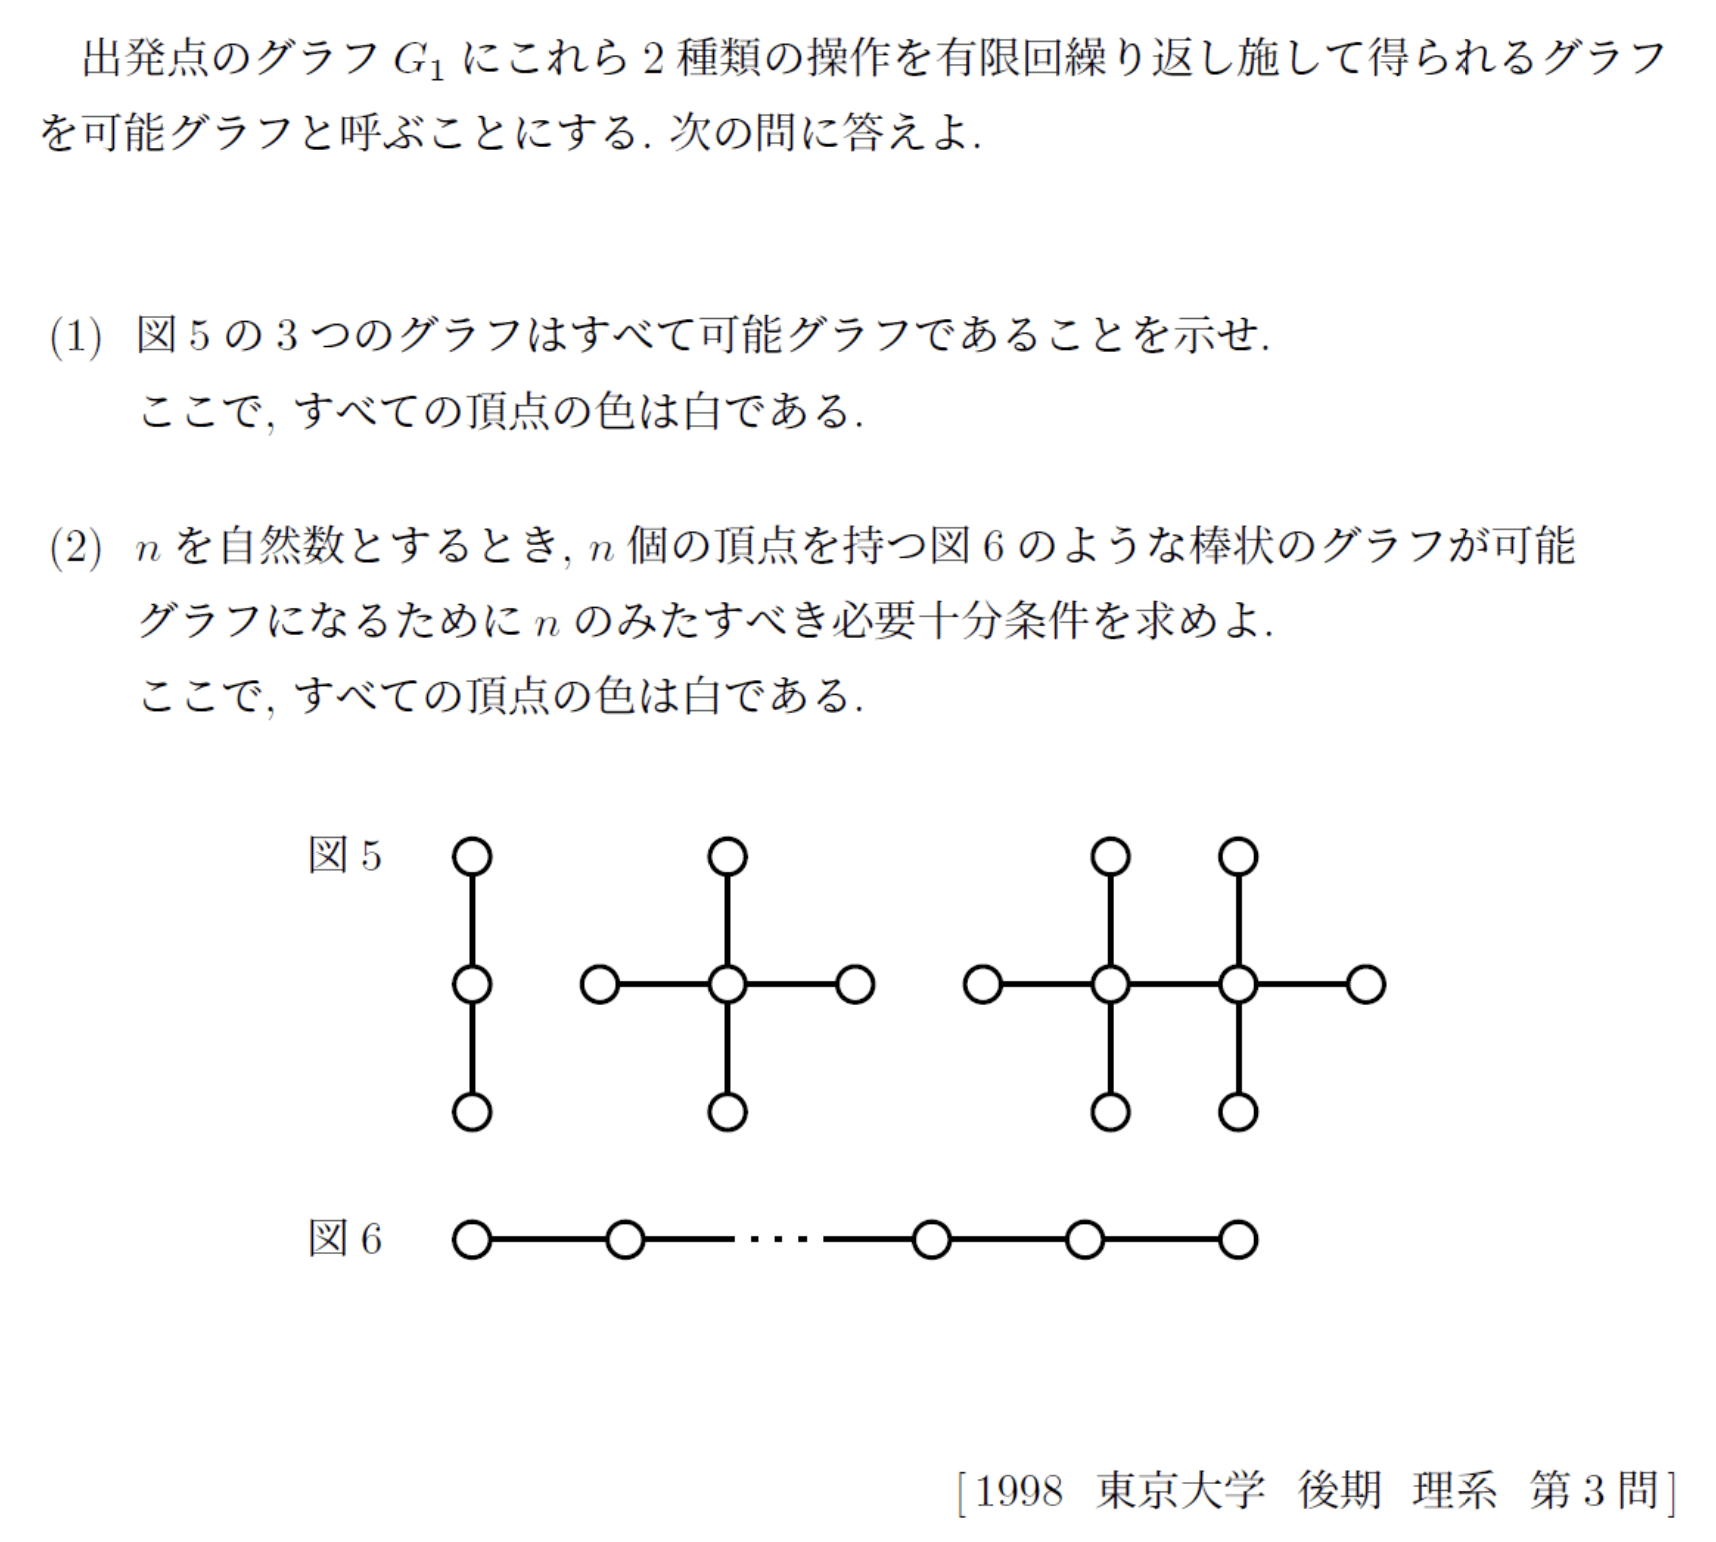 出発点のグラフ G₁ にこれら 2 種類の操作を有限回繰り返し施して得られるグラフ
を可能グラフと呼ぶことにする. 次の問に答えよ.
(1) 図 5 の 3 つのグラフはすべて可能グラフであることを示せ.
ここで, すべての頂点の色は白である.
(2) n を自然数とするとき, n 個の頂点を持つ図 6 のような棒状のグラフが可能
グラフになるために n のみたすべき必要十分条件を求めよ.
ここで, すべての頂点の色は白である.
図 5
図 6
[ 1998 東京大学 後期 理系 第 3 問 ]